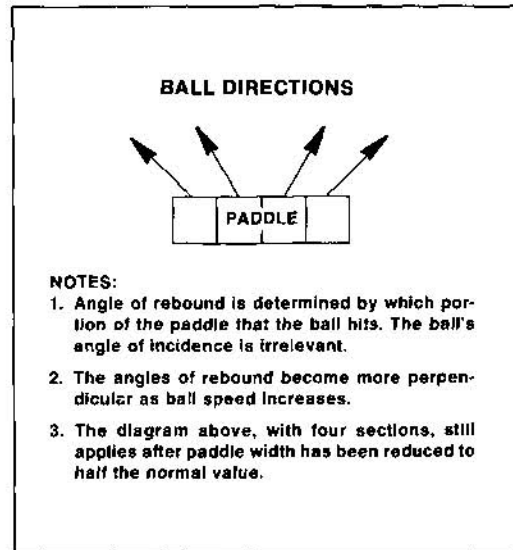 BALL DIRECTIONS
PADDLE
NOTES:
1. Angle of rebound is determined by which por-
tion of the paddle that the ball hits. The ball's
angle of incidence is irrelevant.
2. The angles of rebound become more perpen-
dicular as ball speed increases.
3. The diagram above, with four sections, still
applies after paddle width has been reduced to
half the normal value.